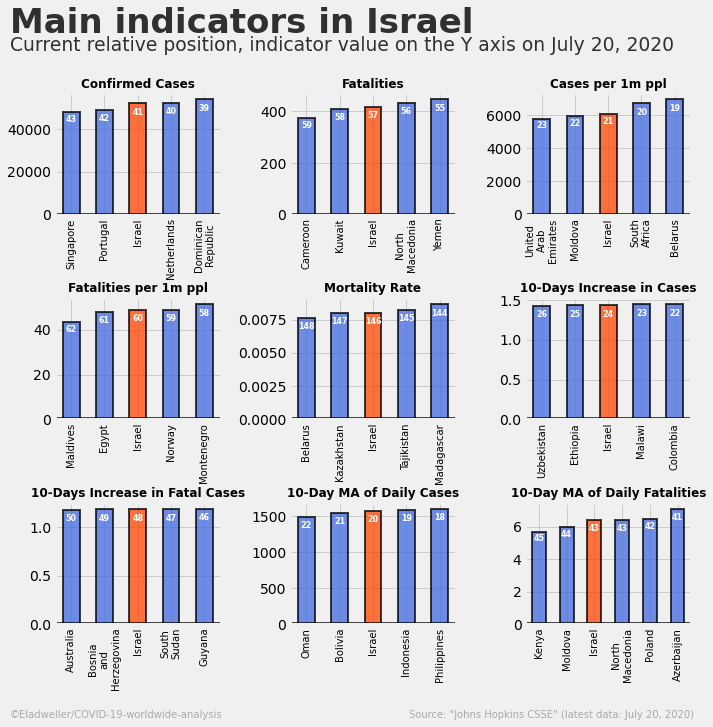 Main indicators in Israel
Current relative position, indicator value on the Y axis on July 20, 2020
Confirmed Cases
40000
20000
0
43
42
41
40
39
Singapore
Portugal
Israel
Netherlands
Dominican
Republic
Fatalities
400
200
0
59
58
57
56
55
Cameroon
Kuwait
Israel
North
Macedonia
Yemen
Cases per 1m ppl
6000
4000
2000
0
23
22
21
20
19
United
Arab
Emirates
Moldova
Israel
South
Africa
Belarus
Fatalities per 1m ppl
40
20
0
62
61
60
59
58
Maldives
Egypt
Israel
Norway
Montenegro
Mortality Rate
0.0075
0.0050
0.0025
0.0000
148
147
146
145
144
Belarus
Kazakhstan
Israel
Tajikistan
Madagascar
10-Days Increase in Cases
1.5
1.0
0.5
0.0
26
25
24
23
22
Uzbekistan
Ethiopia
Israel
Malawi
Colombia
10-Days Increase in Fatal Cases
1.0
0.5
0.0
50
49
48
47
46
Australia
Bosnia
and
Herzegovina
Israel
South
Sudan
Guyana
10-Day MA of Daily Cases
1500
1000
500
0
22
21
20
19
18
Oman
Bolivia
Israel
Indonesia
Philippines
10-Day MA of Daily Fatalities
6
4
2
0
45
44
43
43
42
41
Kenya
Moldova
Israel
North
Macedonia
Poland
Azerbaijan
©Eladweller/COVID-19-worldwide-analysis
Source: "Johns Hopkins CSSE" (latest data: July 20, 2020)